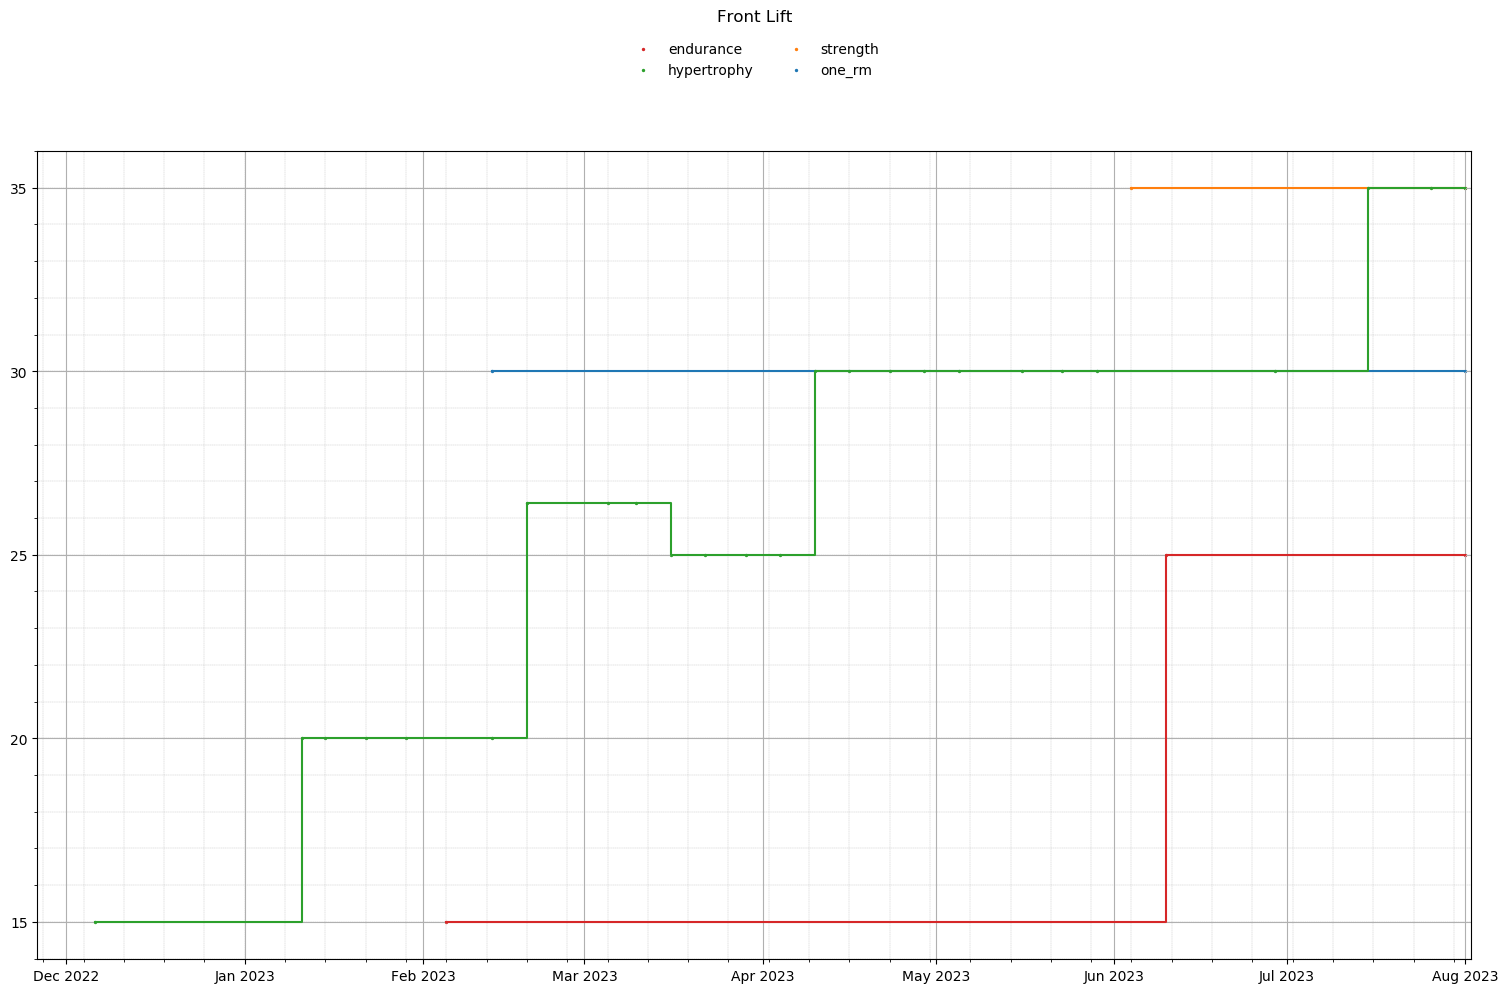 Front Lift
endurance strength
hypertrophy one_rm
35
30
25
20
15
Dec 2022 Jan 2023 Feb 2023 Mar 2023 Apr 2023 May 2023 Jun 2023 Jul 2023 Aug 2023